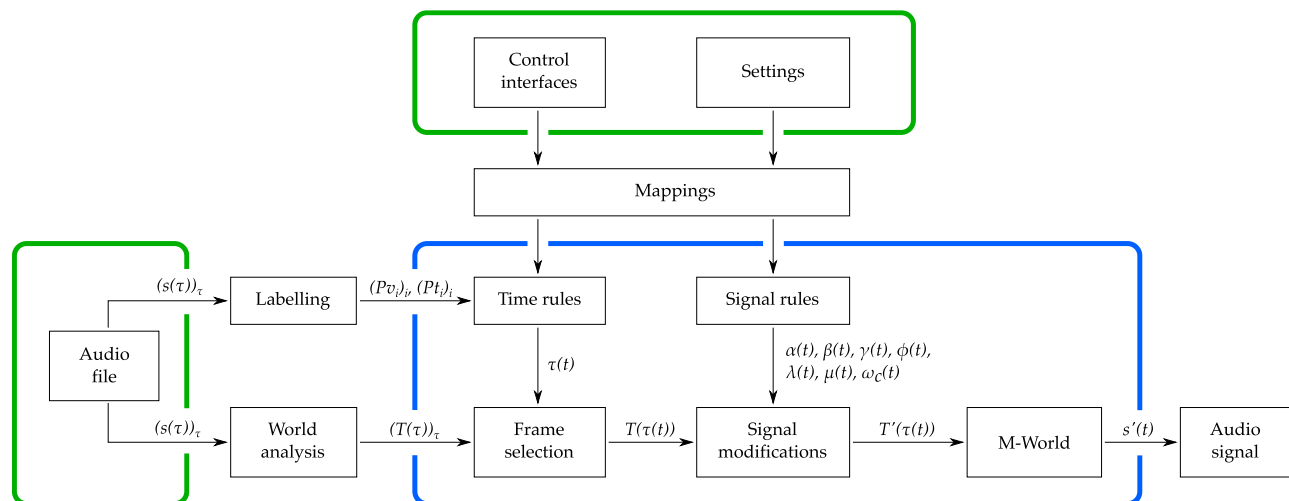 Control
interfaces
Settings
Mappings
(s(τ))τ
Labelling
(Pvi)i, (Pti)i
Time rules
Signal rules
Audio
file
τ(t)
α(t), β(t), γ(t), ϕ(t),
λ(t), μ(t), ωC(t)
(s(τ))τ
World
analysis
(T(τ))τ
Frame
selection
T(τ(t))
Signal
modifications
T'(τ(t))
M-World
s'(t)
Audio
signal